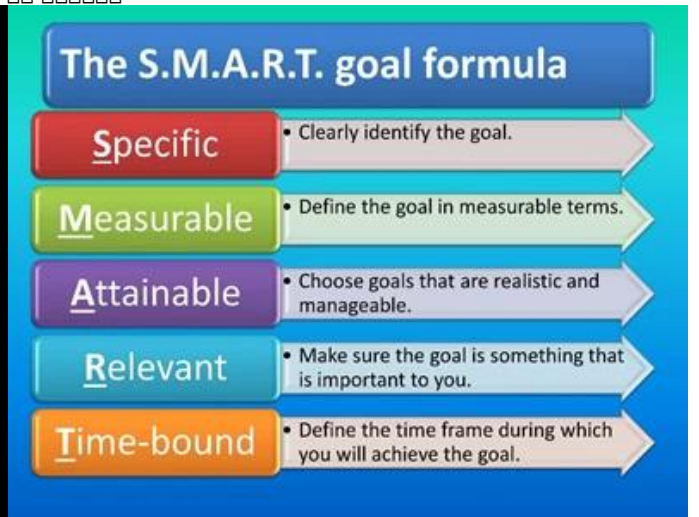 The S.M.A.R.T. goal formula
Specific
• Clearly identify the goal.
Measurable
• Define the goal in measurable terms.
Attainable
• Choose goals that are realistic and
manageable.
Relevant
• Make sure the goal is something that
is important to you.
Time-bound
• Define the time frame during which
you will achieve the goal.